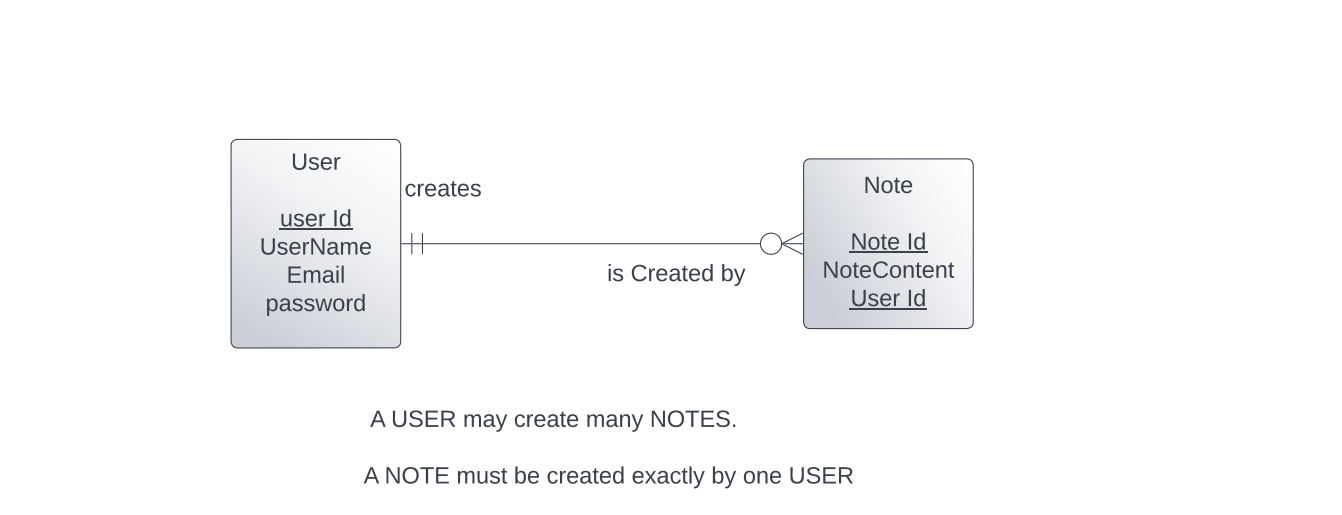 User
user Id
UserName
Email
password
creates
is Created by
Note
Note Id
NoteContent
User Id
A USER may create many NOTES.
A NOTE must be created exactly by one USER